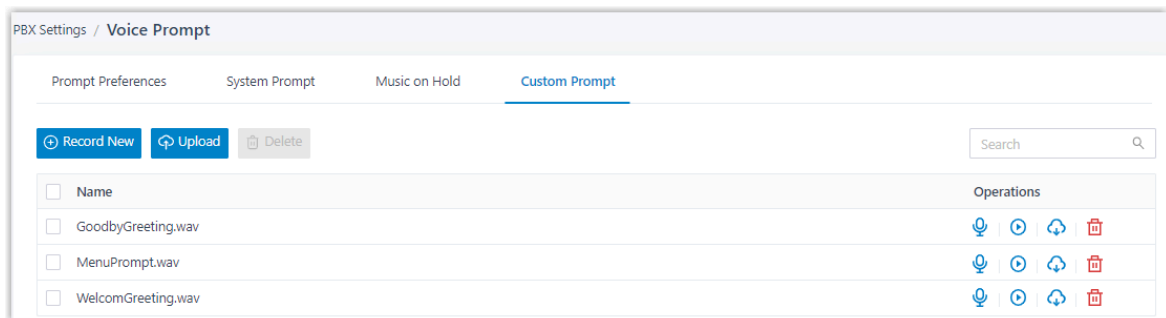 PBX Settings / Voice Prompt
Prompt Preferences System Prompt Music on Hold Custom Prompt
Record New Upload Delete Search
Name Operations
GoodbyGreeting.wav
MenuPrompt.wav
WelcomGreeting.wav